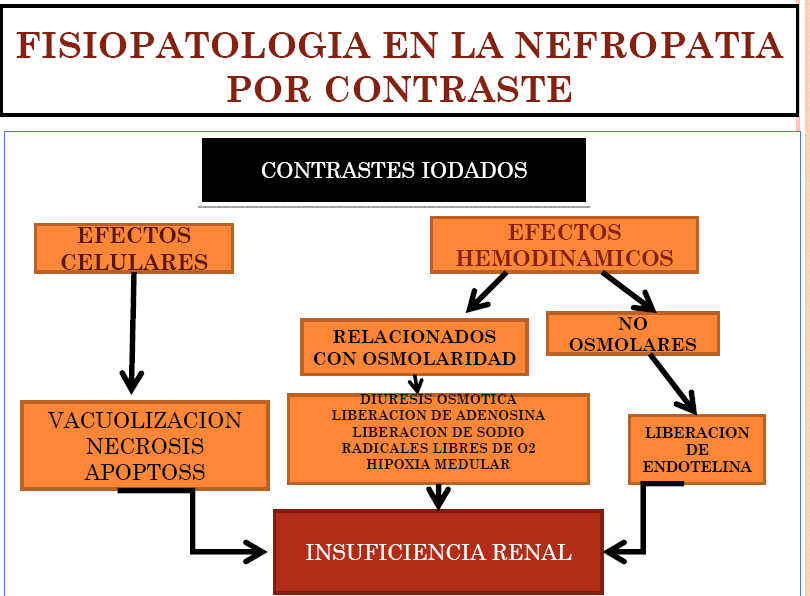 FISIOPATOLOGIA EN LA NEFROPATIA
POR CONTRASTE
CONTRASTES IODADOS
EFECTOS
CELULARES
EFECTOS
HEMODINAMICOS
RELACIONADOS
CON OSMOLARIDAD
NO
OSMOLARES
VACUOLIZACION
NECROSIS
APOPTOSS
DIURESIS OSMOTICA
LIBERACION DE ADENOSINA
LIBERACION DE SODIO
RADICALES LIBRES DE O2
HIPOXIA MEDULAR
LIBERACION
DE
ENDOTELINA
INSUFICIENCIA RENAL